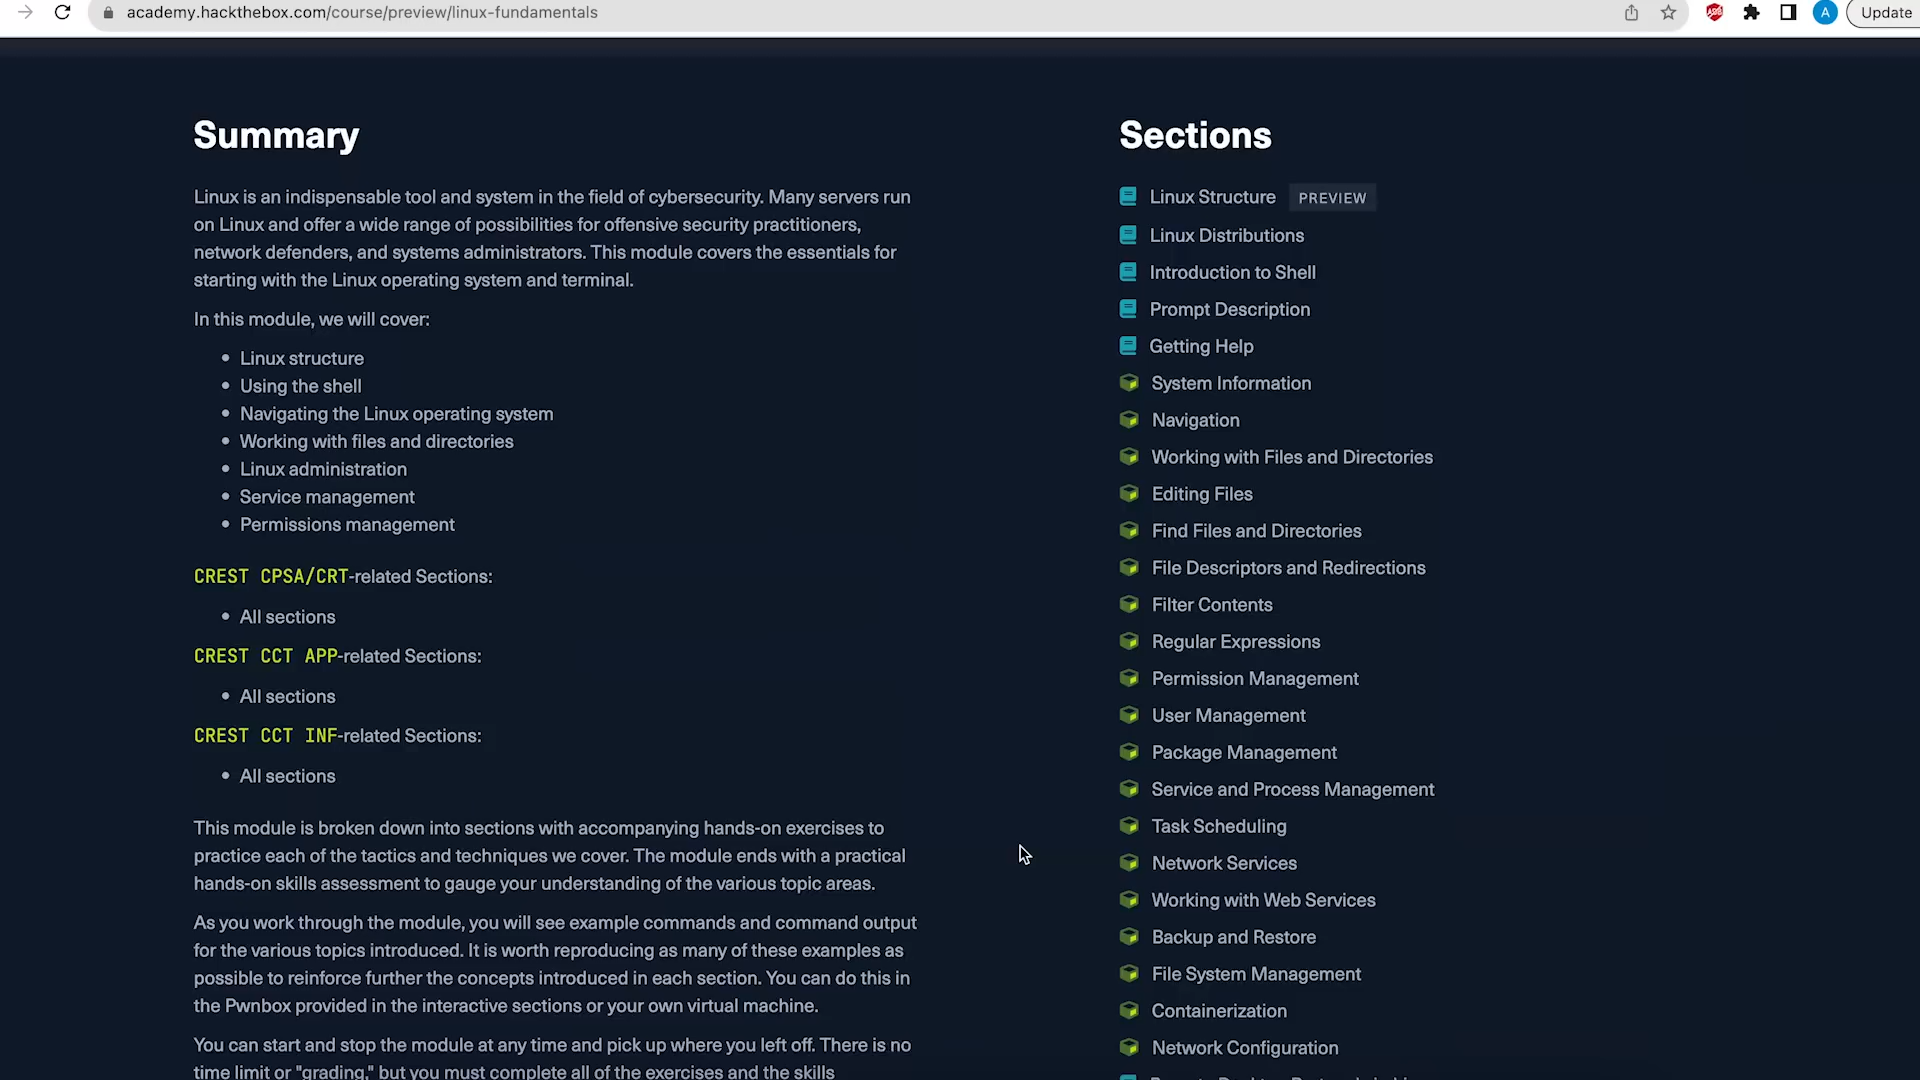 academy.hackthebox.com/course/preview/linux-fundamentals
A
Update
Summary
Linux is an indispensable tool and system in the field of cybersecurity. Many servers run
on Linux and offer a wide range of possibilities for offensive security practitioners,
network defenders, and systems administrators. This module covers the essentials for
starting with the Linux operating system and terminal.
In this module, we will cover:
• Linux structure
• Using the shell
• Navigating the Linux operating system
• Working with files and directories
• Linux administration
• Service management
• Permissions management
CREST CPSA/CRT-related Sections:
• All sections
CREST CCT APP-related Sections:
• All sections
CREST CCT INF-related Sections:
• All sections
This module is broken down into sections with accompanying hands-on exercises to
practice each of the tactics and techniques we cover. The module ends with a practical
hands-on skills assessment to gauge your understanding of the various topic areas.
As you work through the module, you will see example commands and command output
for the various topics introduced. It is worth reproducing as many of these examples as
possible to reinforce further the concepts introduced in each section. You can do this in
the Pwnbox provided in the interactive sections or your own virtual machine.
You can start and stop the module at any time and pick up where you left off. There is no
time limit or "grading," but you must complete all of the exercises and the skills
Sections
Linux Structure PREVIEW
Linux Distributions
Introduction to Shell
Prompt Description
Getting Help
System Information
Navigation
Working with Files and Directories
Editing Files
Find Files and Directories
File Descriptors and Redirections
Filter Contents
Regular Expressions
Permission Management
User Management
Package Management
Service and Process Management
Task Scheduling
Network Services
Working with Web Services
Backup and Restore
File System Management
Containerization
Network Configuration